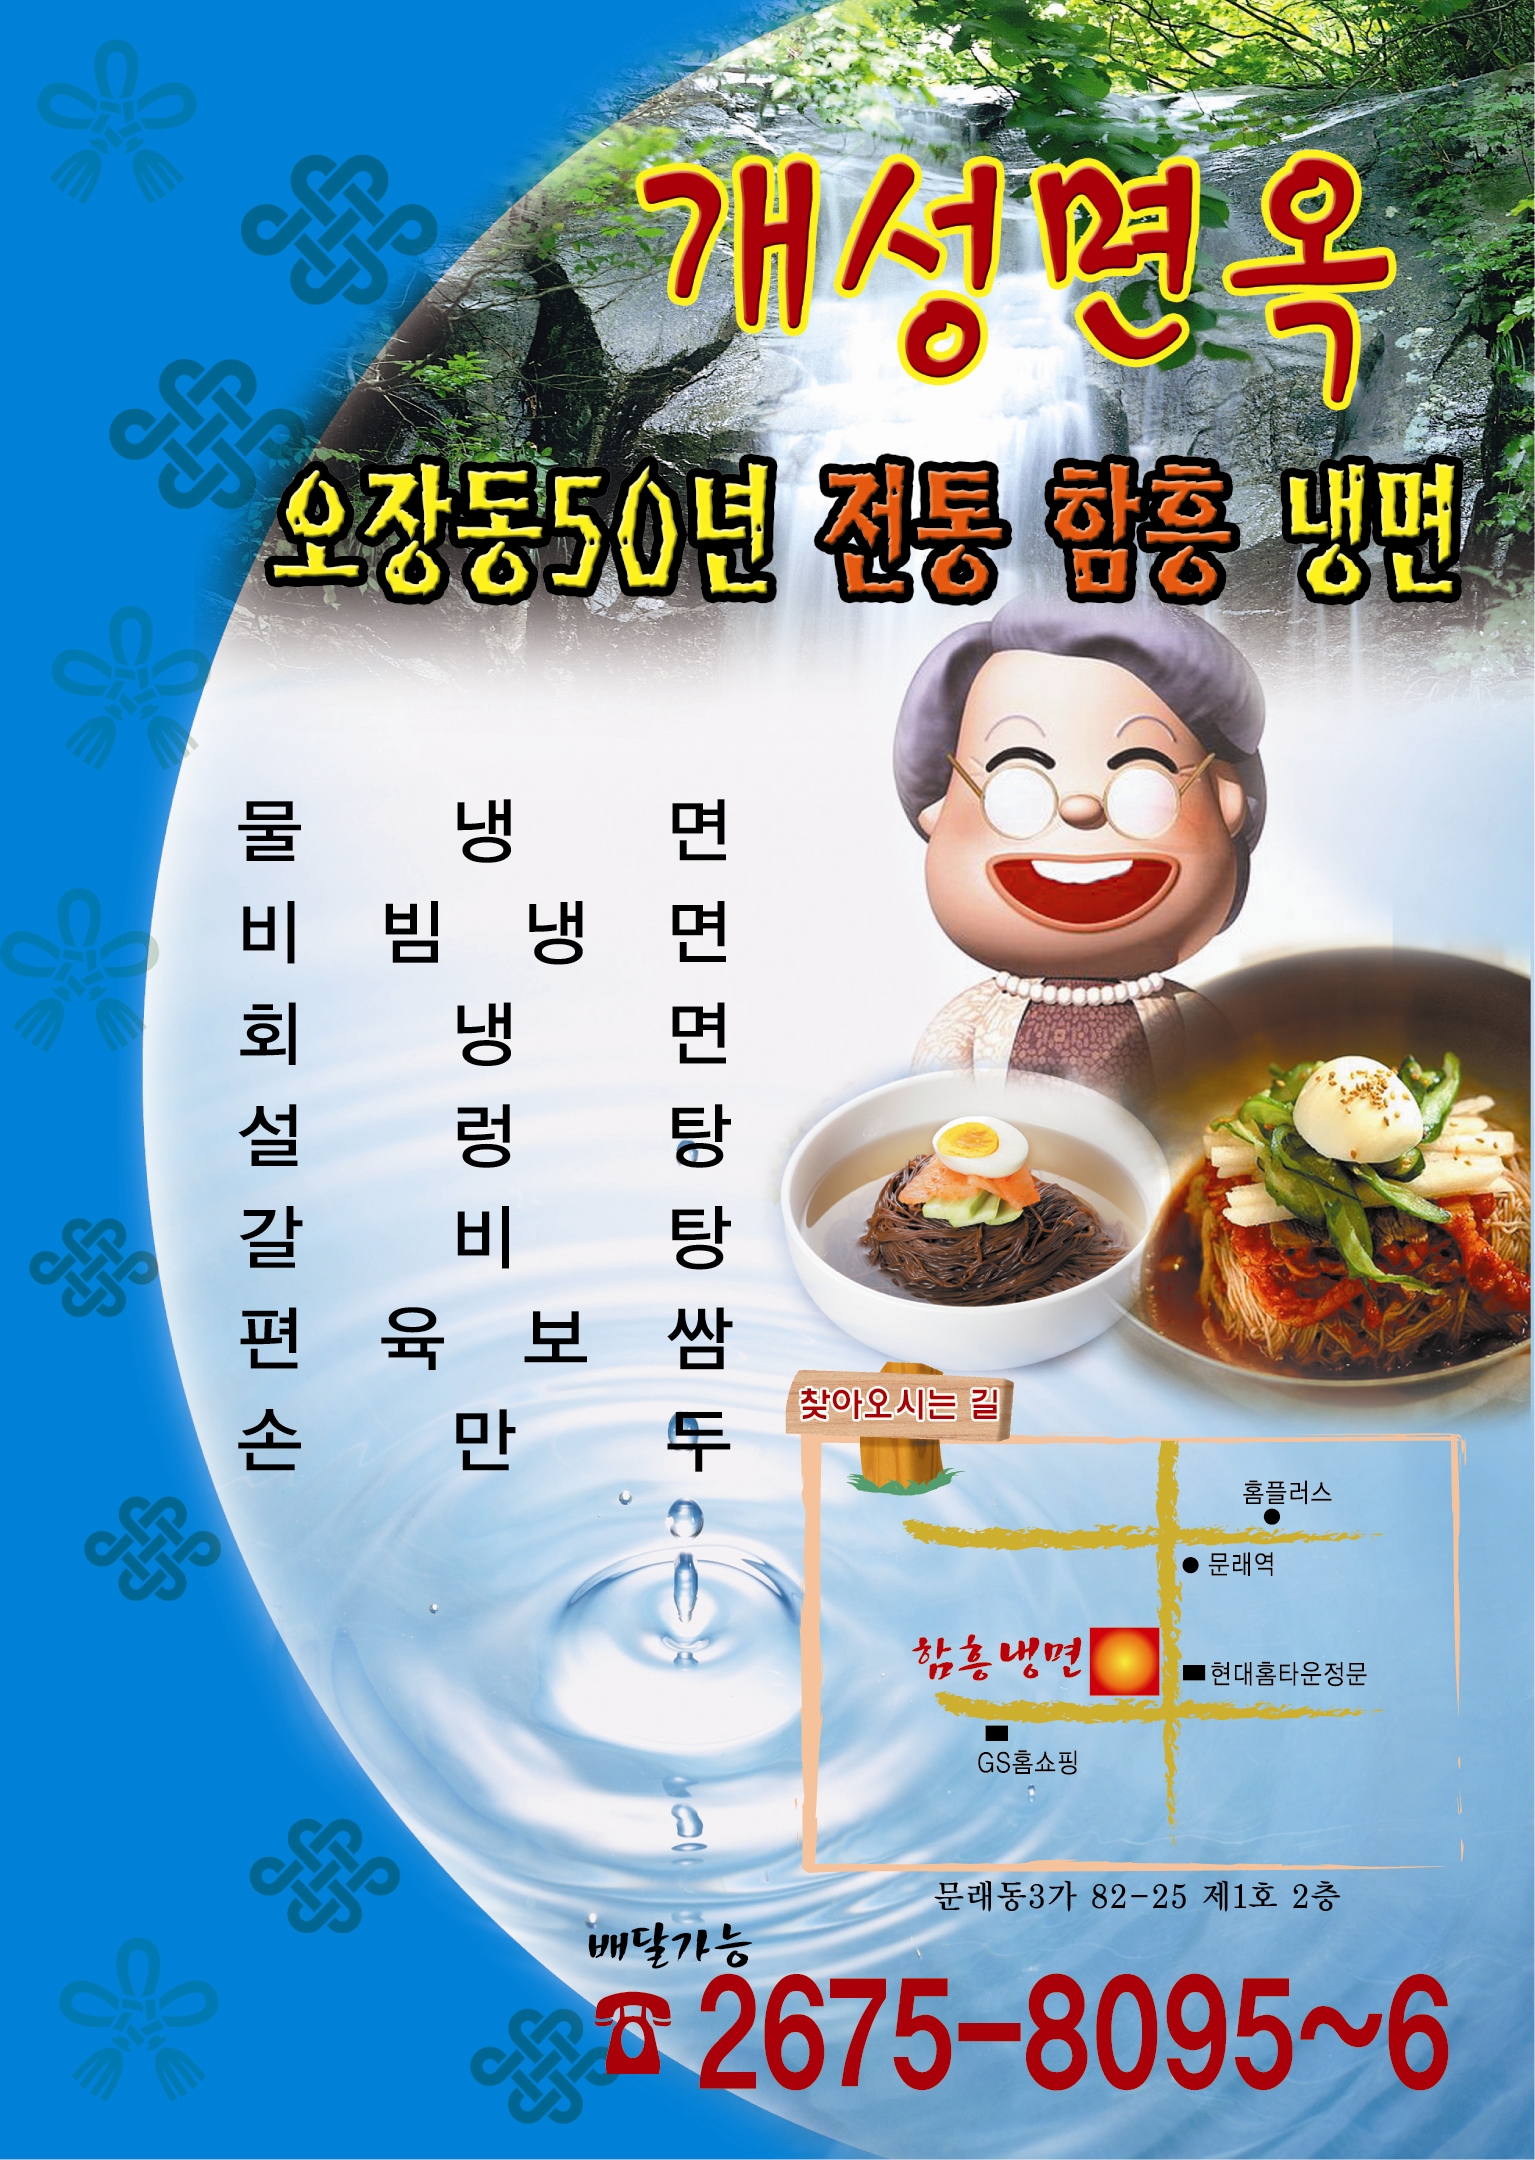 개성면옥
오장동50년 전통 함흥 냉면
물 냉 면
비 빔 냉 면
회 냉 면
설 렁 탕
갈 비 탕
편 육 보 쌈
손 만 두
찾아오시는 길
홈플러스
문래역
함흥냉면
현대홈타운정문
GS홈쇼핑
문래동3가 82-25 제1호 2층
배달가능
☎ 2675-8095~6